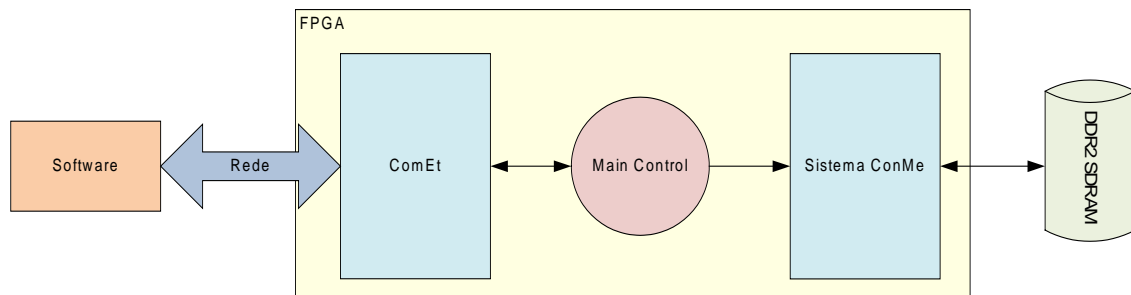 FPGA
Software
Rede
ComEt
Main Control
Sistema ConMe
DDR2 SDRAM